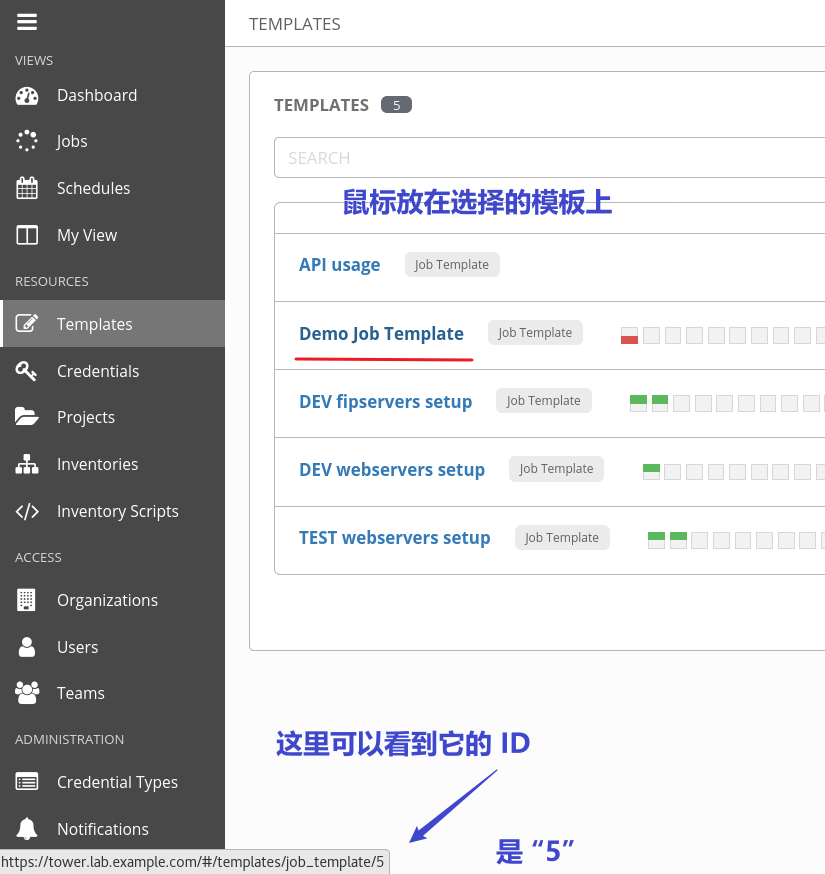 TEMPLATES
VIEWS
Dashboard
Jobs
Schedules
My View
RESOURCES
Templates
Credentials
Projects
Inventories
Inventory Scripts
ACCESS
Organizations
Users
Teams
ADMINISTRATION
Credential Types
Notifications
TEMPLATES 5
SEARCH
鼠标放在选择的模板上
API usage Job Template
Demo Job Template Job Template
DEV fipservers setup Job Template
DEV webservers setup Job Template
TEST webservers setup Job Template
这里可以看到它的 ID
是 “5”
https://tower.lab.example.com/#/templates/job_template/5